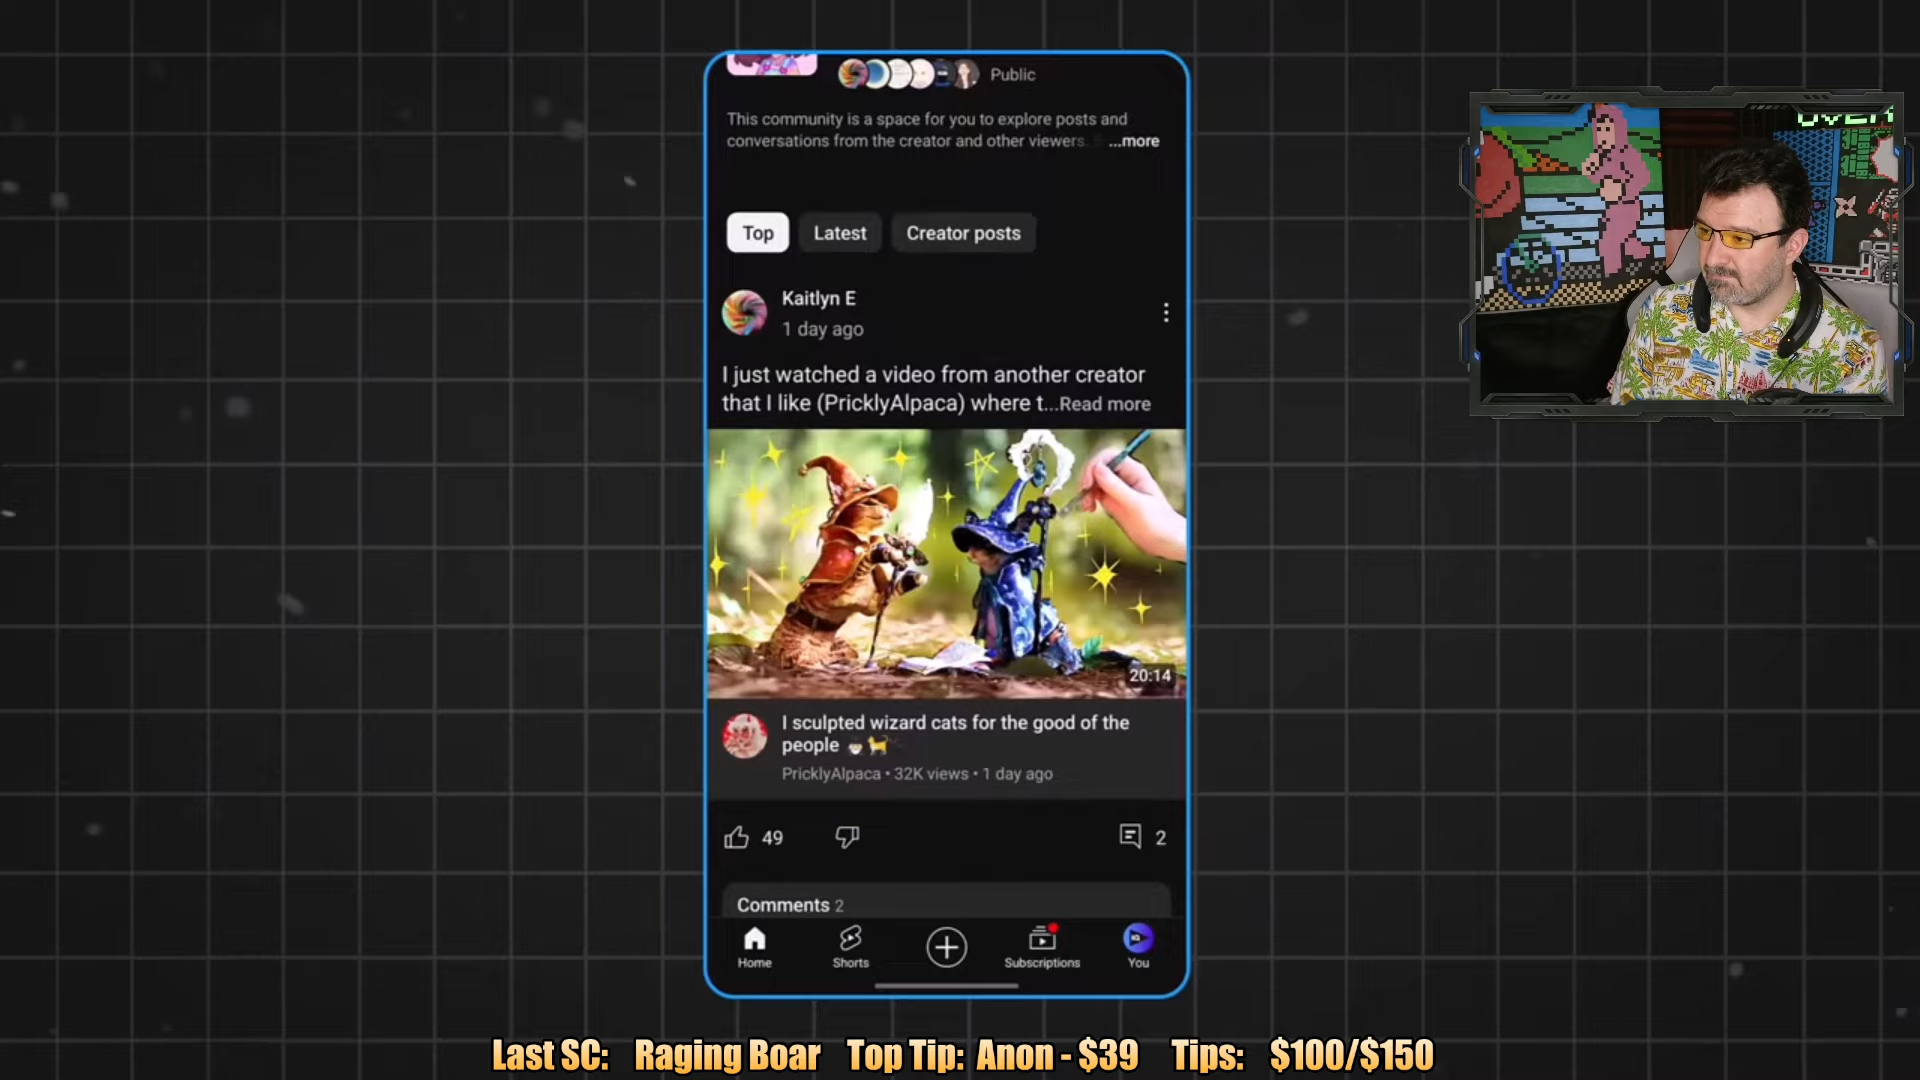 Public
This community is a space for you to explore posts and
conversations from the creator and other viewers. ...more
Top Latest Creator posts
Kaitlyn E
1 day ago
I just watched a video from another creator
that I like (PricklyAlpaca) where t...Read more
20:14
I sculpted wizard cats for the good of the
people
PricklyAlpaca • 32K views • 1 day ago
49 2
Comments 2
Home Shorts Subscriptions You
Last SC: Raging Boar Top Tip: Anon - $39 Tips: $100/$150